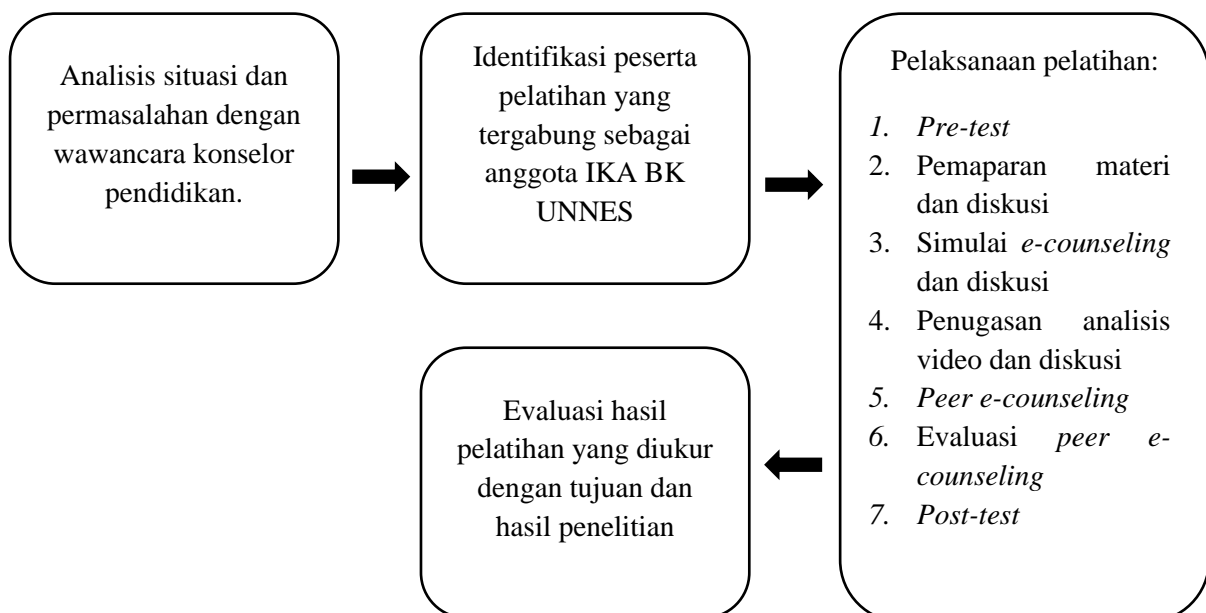 Analisis situasi dan
permasalahan dengan
wawancara konselor
pendidikan.
Identifikasi peserta
pelatihan yang
tergabung sebagai
anggota IKA BK
UNNES
Pelaksanaan pelatihan:
1. Pre-test
2. Pemaparan materi
dan diskusi
3. Simulai e-counseling
dan diskusi
4. Penugasan analisis
video dan diskusi
5. Peer e-counseling
6. Evaluasi peer e-
counseling
7. Post-test
Evaluasi hasil
pelatihan yang diukur
dengan tujuan dan
hasil penelitian